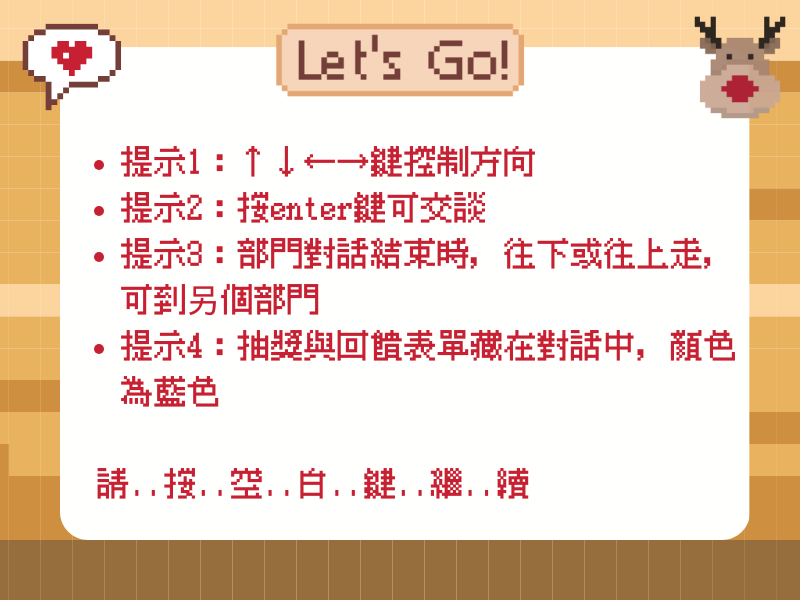 Let's Go!
• 提示1：↑↓←→鍵控制方向
• 提示2：按enter鍵可交談
• 提示3：部門對話結束時，往下或往上走，
可到另個部門
• 提示4：抽獎與回饋表單藏在對話中，顏色
為藍色
請..按..空..白..鍵..繼..續